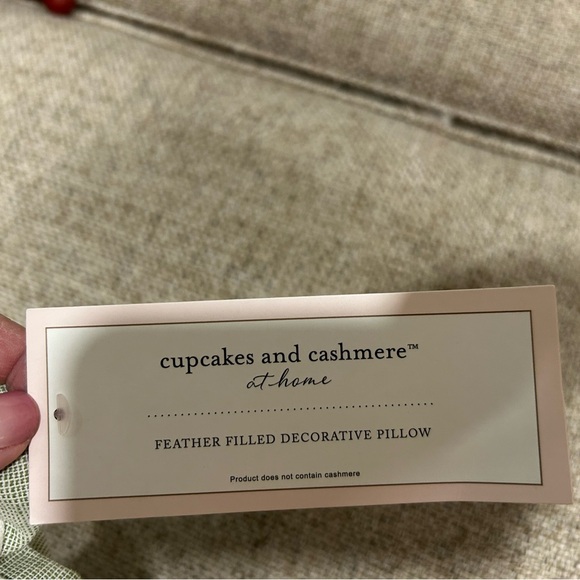 cupcakes and cashmere™
at home
FEATHER FILLED DECORATIVE PILLOW
Product does not contain cashmere